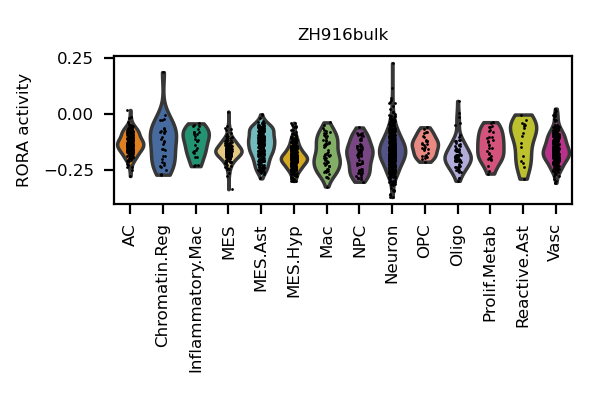 ZH916bulk
RORA activity
0.25
0.00
−0.25
AC
Chromatin.Reg
Inflammatory.Mac
MES
MES.Ast
MES.Hyp
Mac
NPC
Neuron
OPC
Oligo
Prolif.Metab
Reactive.Ast
Vasc